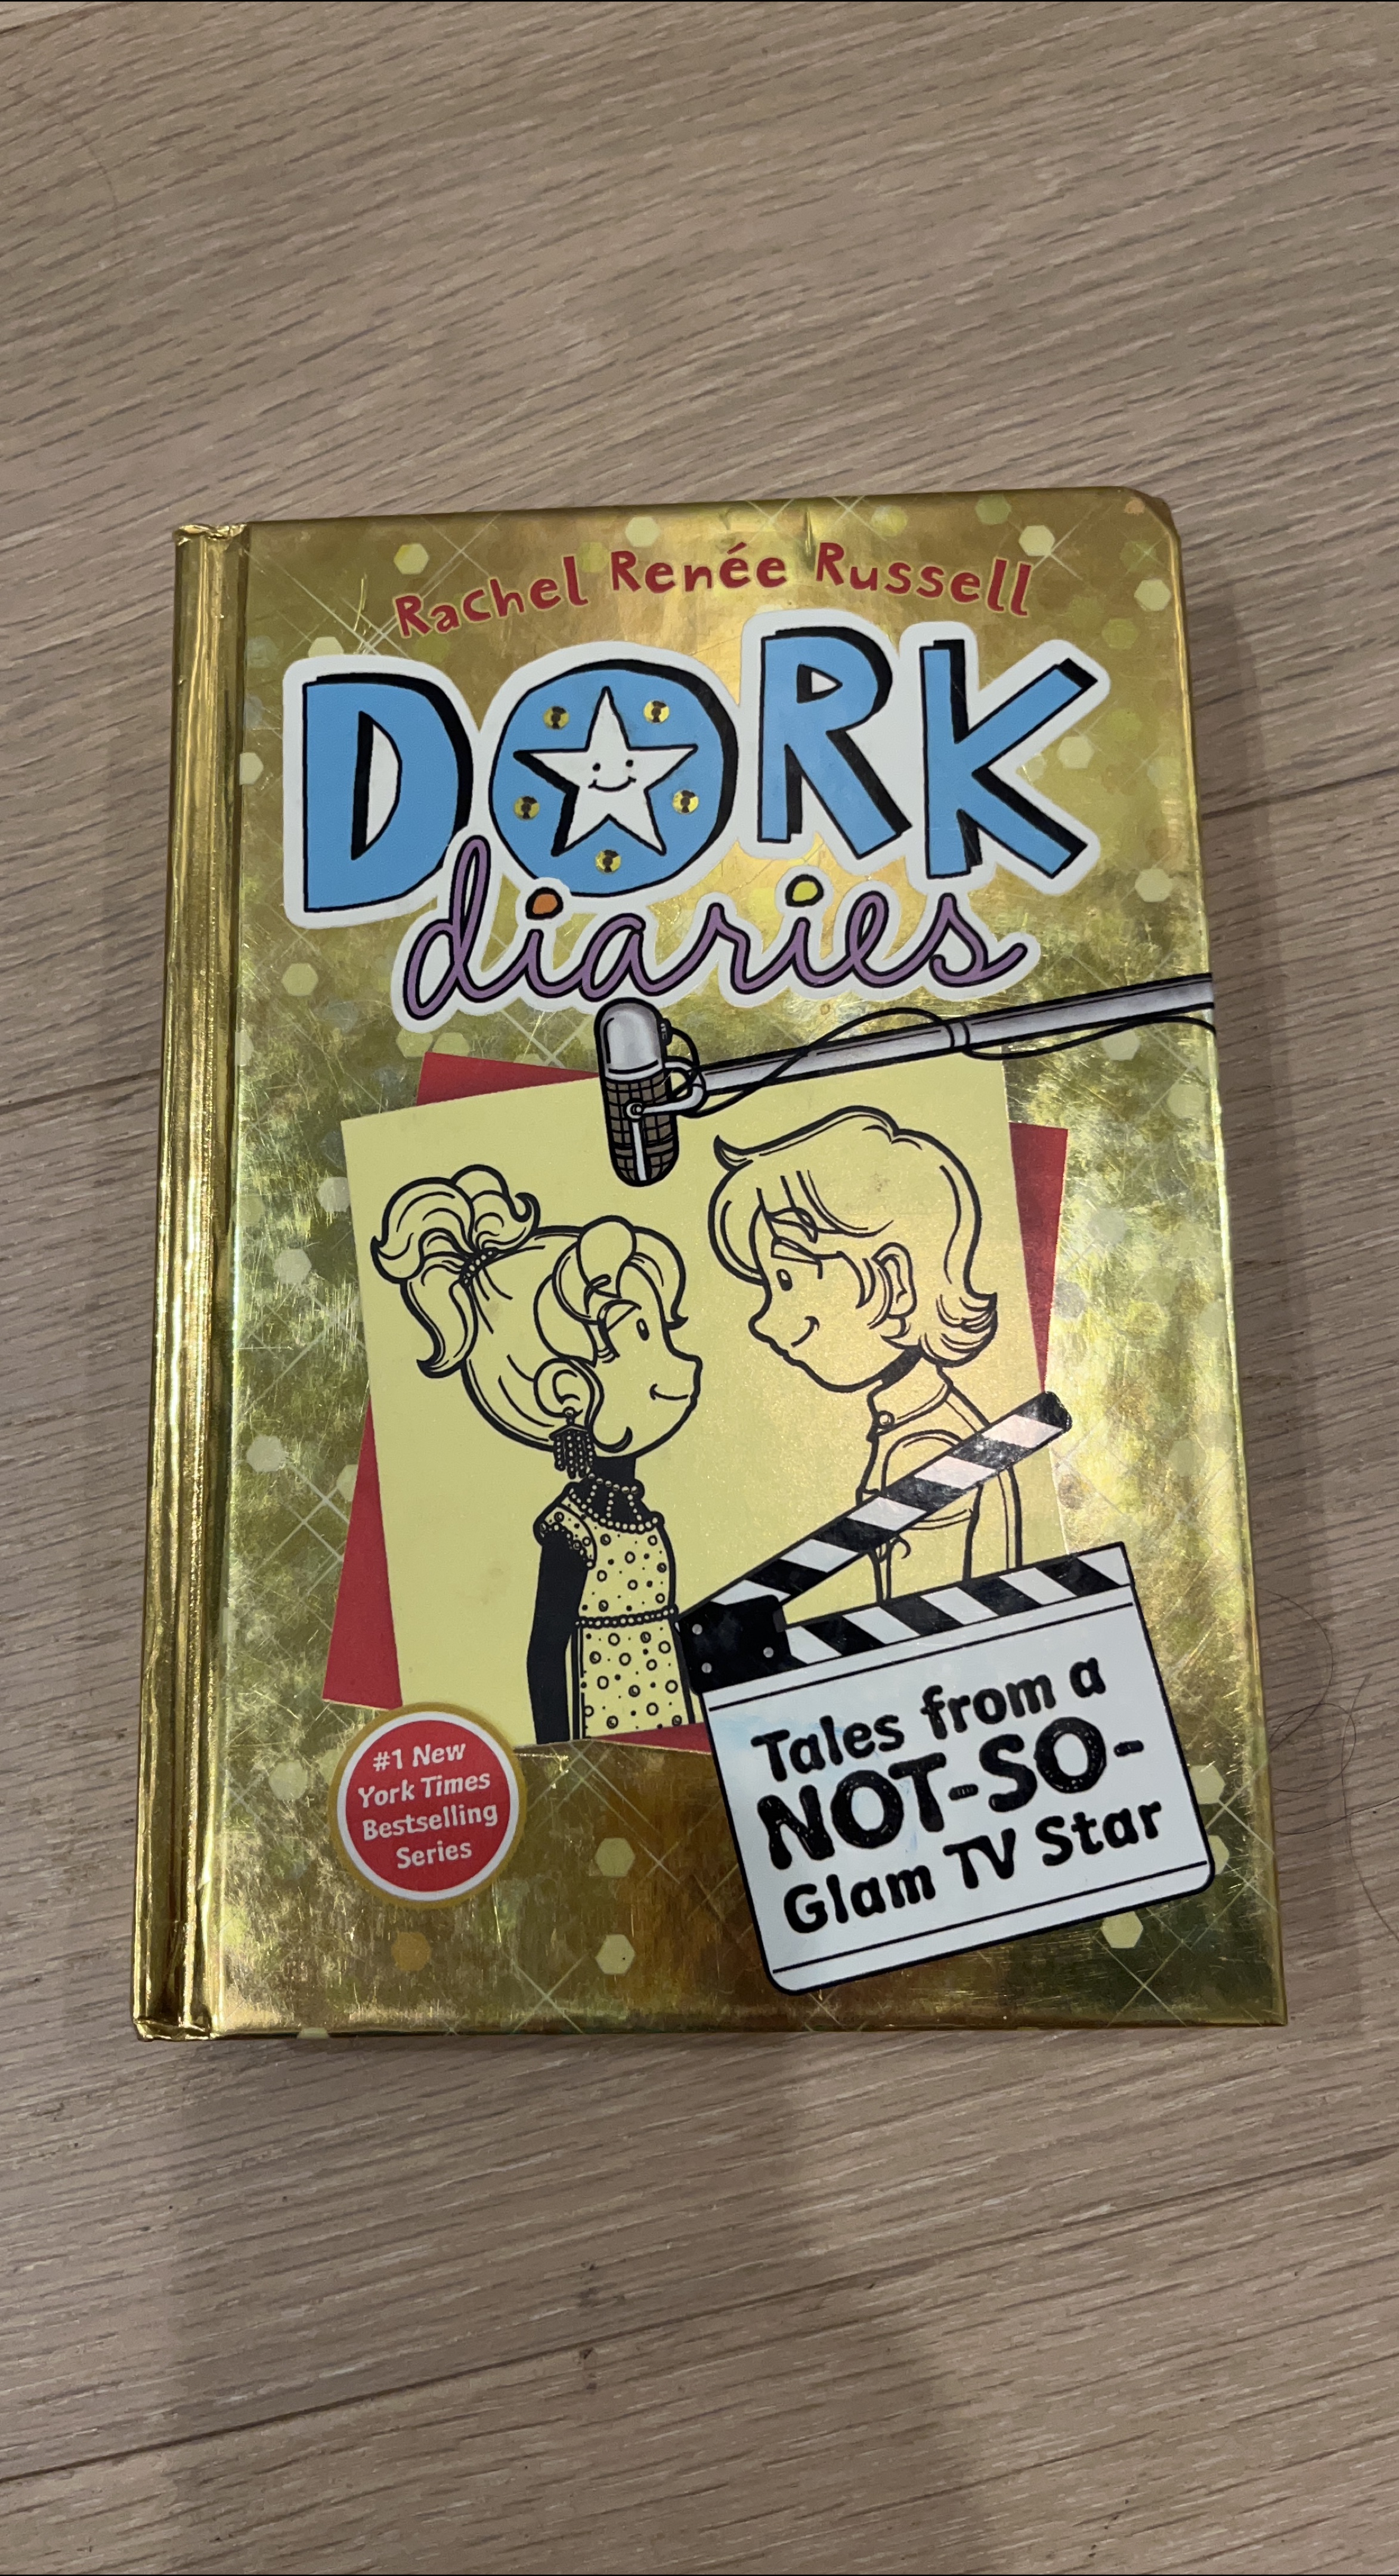 Rachel Renée Russell
DORK
diaries
Tales from a
NOT-SO-
Glam TV Star
#1 New
York Times
Bestselling
Series